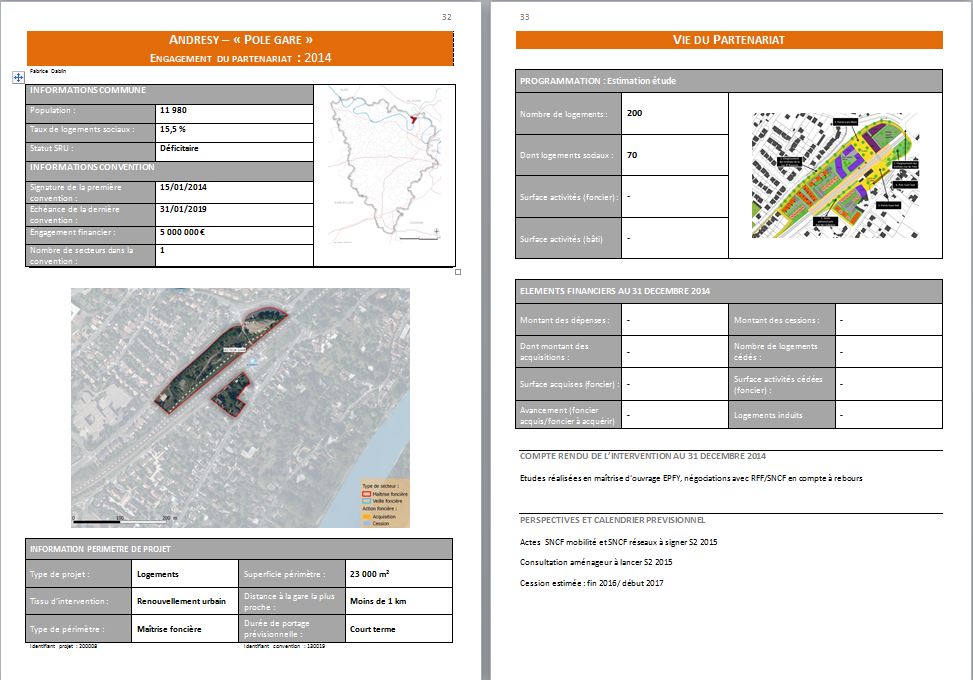 32
ANDRESY – « POLE GARE »
ENGAGEMENT DU PARTENARIAT : 2014
Fabrice Dablin
INFORMATIONS COMMUNE
Population : 11 980
Taux de logements sociaux : 15,5 %
Statut SRU : Déficitaire
INFORMATIONS CONVENTION
Signature de la première convention : 15/01/2014
Echéance de la dernière convention : 31/01/2019
Engagement financier : 5 000 000 €
Nombre de secteurs dans la convention : 1
Type de secteur :
Maîtrise foncière
Veille foncière
Action foncière :
Acquisition
Cession
INFORMATION PERIMETRE DE PROJET
Type de projet : Logements Superficie périmètre : 23 000 m²
Tissu d'intervention : Renouvellement urbain Distance à la gare la plus proche : Moins de 1 km
Type de périmètre : Maîtrise foncière Durée de portage prévisionnelle : Court terme
Identifiant projet : 200008 Identifiant convention : 130019
33
VIE DU PARTENARIAT
PROGRAMMATION : Estimation étude
Nombre de logements : 200
Dont logements sociaux : 70
Surface activités (foncier) : -
Surface activités (bâti) -
ELEMENTS FINANCIERS AU 31 DECEMBRE 2014
Montant des dépenses : - Montant des cessions : -
Dont montant des acquisitions : - Nombre de logements cédés : -
Surface acquises (foncier) : - Surface activités cédées (foncier) : -
Avancement (foncier acquis/foncier à acquérir) - Logements induits -
COMPTE RENDU DE L'INTERVENTION AU 31 DECEMBRE 2014
Etudes réalisées en maîtrise d'ouvrage EPFY, négociations avec RFF/SNCF en compte à rebours
PERSPECTIVES ET CALENDRIER PREVISIONNEL
Actes SNCF mobilité et SNCF réseaux à signer S2 2015
Consultation aménageur à lancer S2 2015
Cession estimée : fin 2016/ début 2017